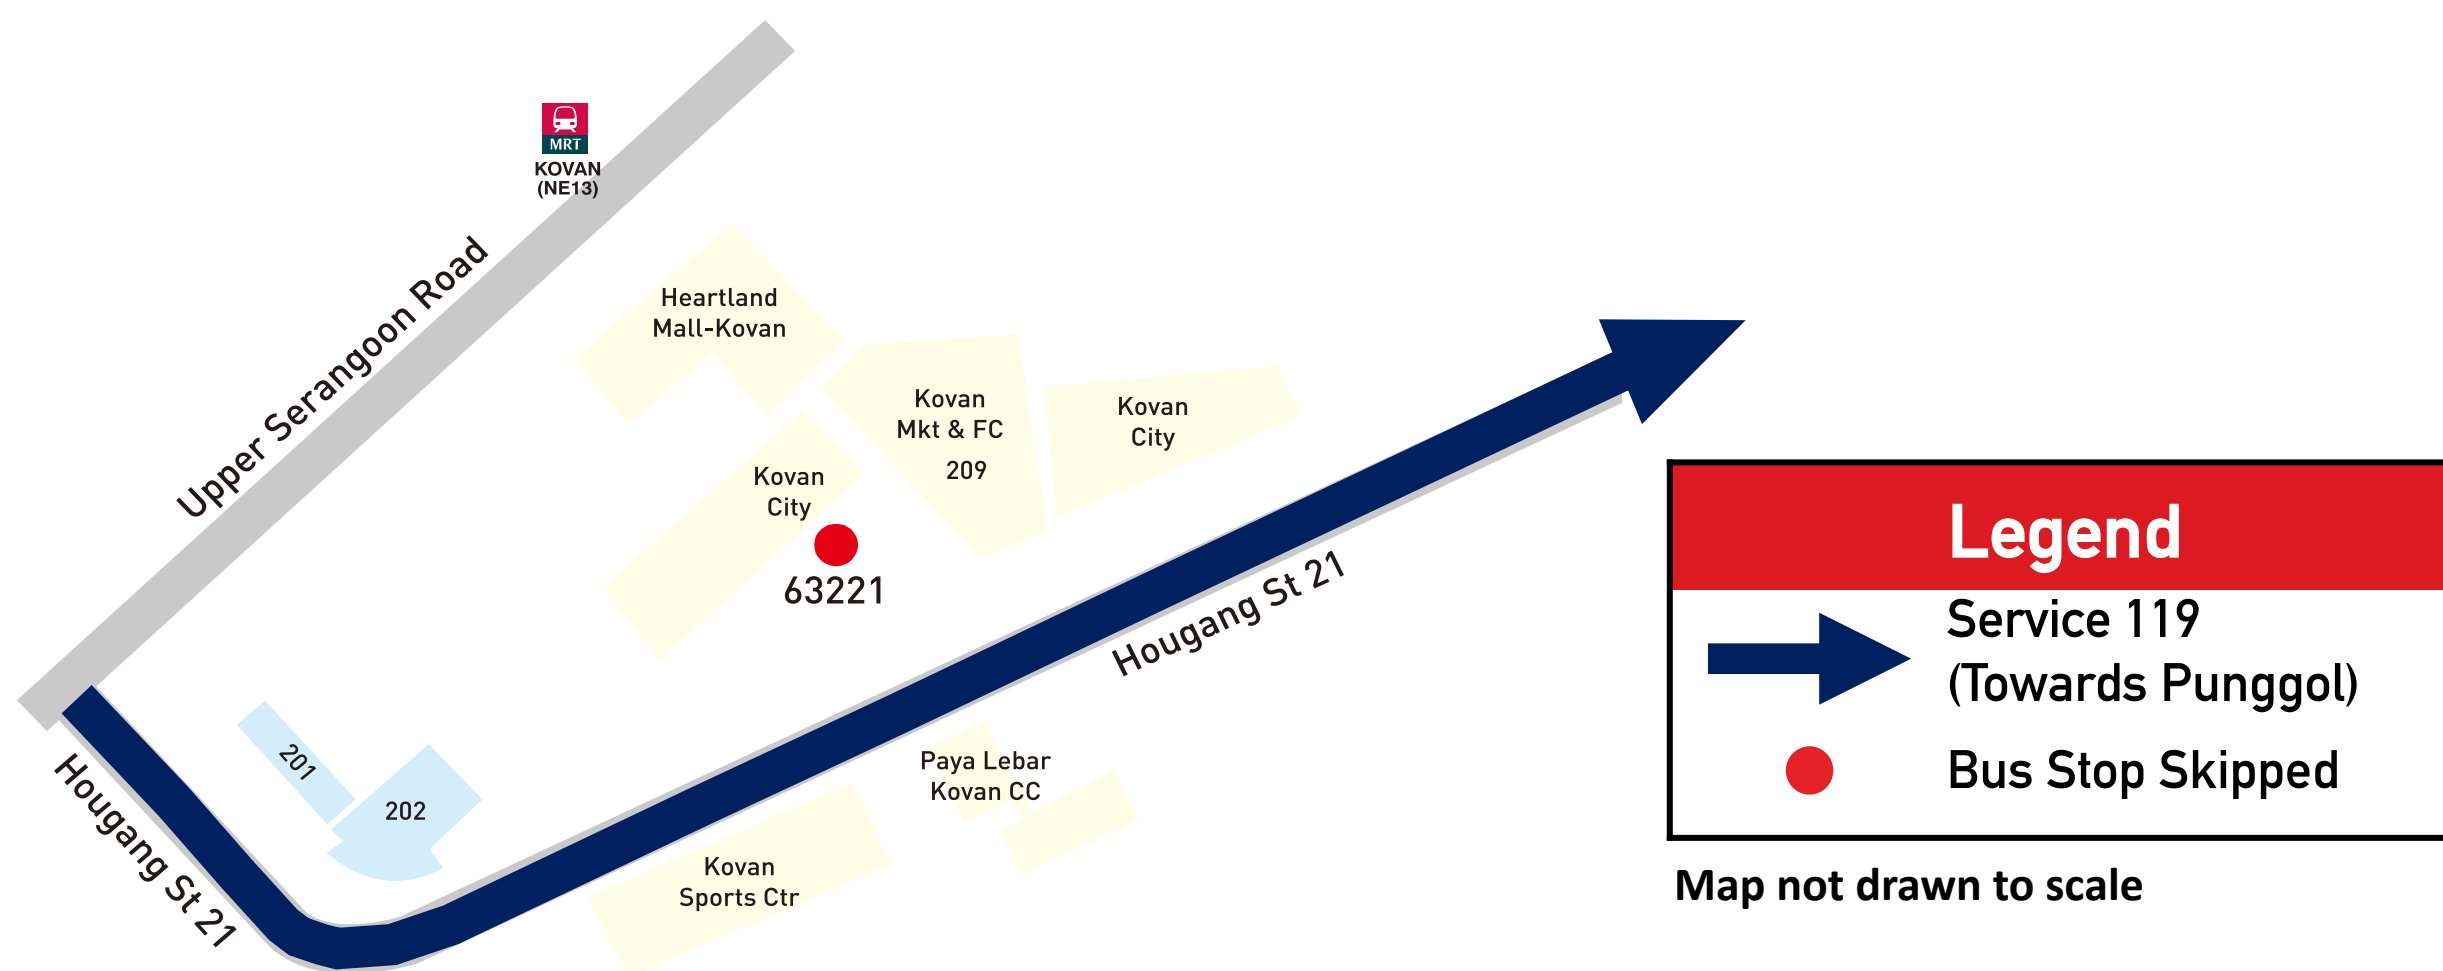 MRT
KOVAN
(NE13)
Upper Serangoon Road
Heartland
Mall-Kovan
Kovan
Mkt & FC
209
Kovan
City
Kovan
City
63221
Hougang St 21
201
202
Hougang St 21
Paya Lebar
Kovan CC
Kovan
Sports Ctr
Legend
Service 119
(Towards Punggol)
Bus Stop Skipped
Map not drawn to scale